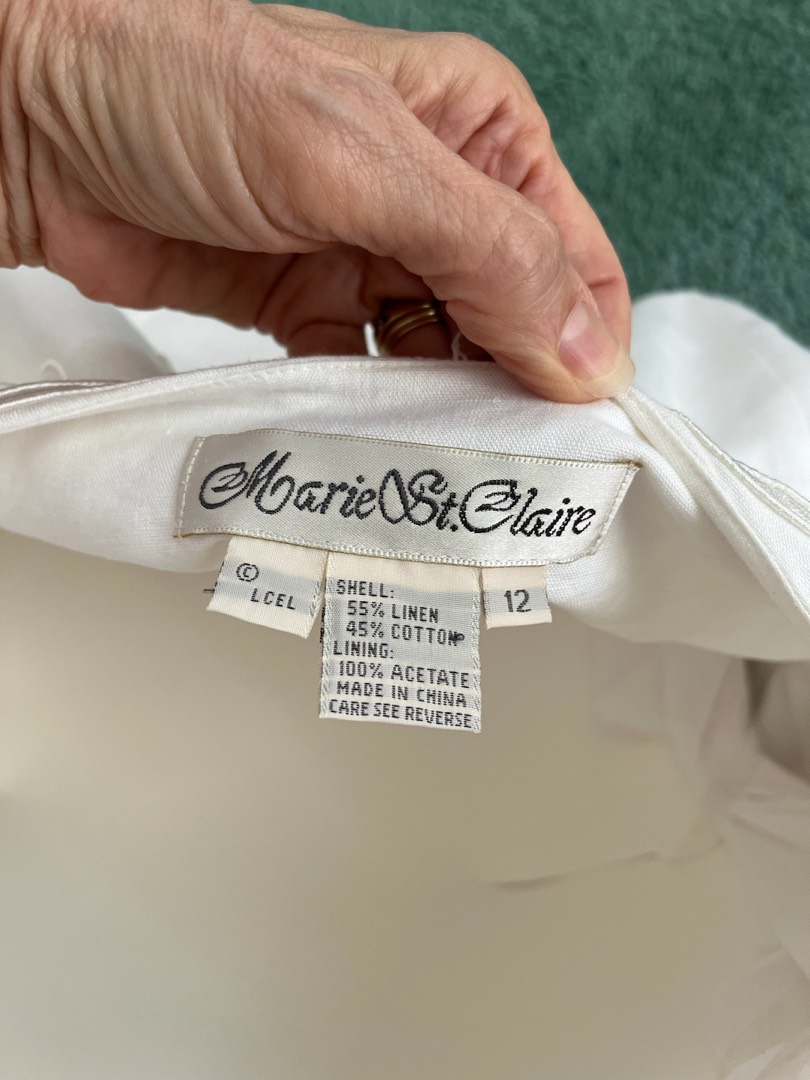 Marie St. Claire
©
LCEL
SHELL:
55% LINEN
45% COTTON
LINING:
100% ACETATE
MADE IN CHINA
CARE SEE REVERSE
12